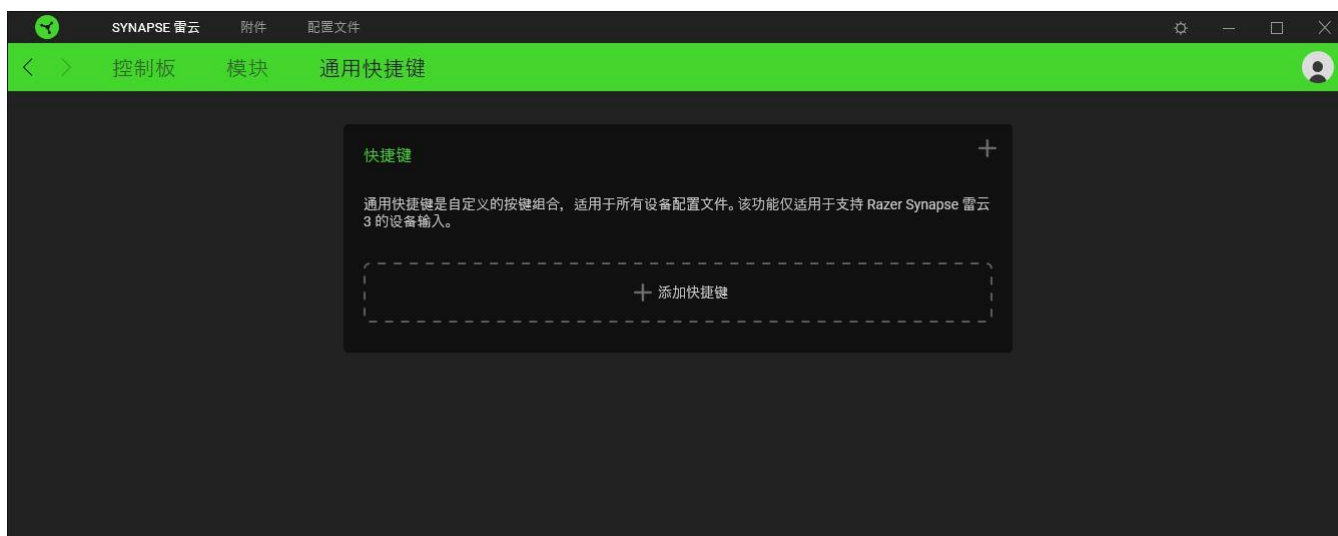 SYNAPSE 雷云 附件 配置文件
控制板 模块 通用快捷键
快捷键
通用快捷键是自定义的按键组合，适用于所有设备配置文件。该功能仅适用于支持 Razer Synapse 雷云
3 的设备输入。
添加快捷键